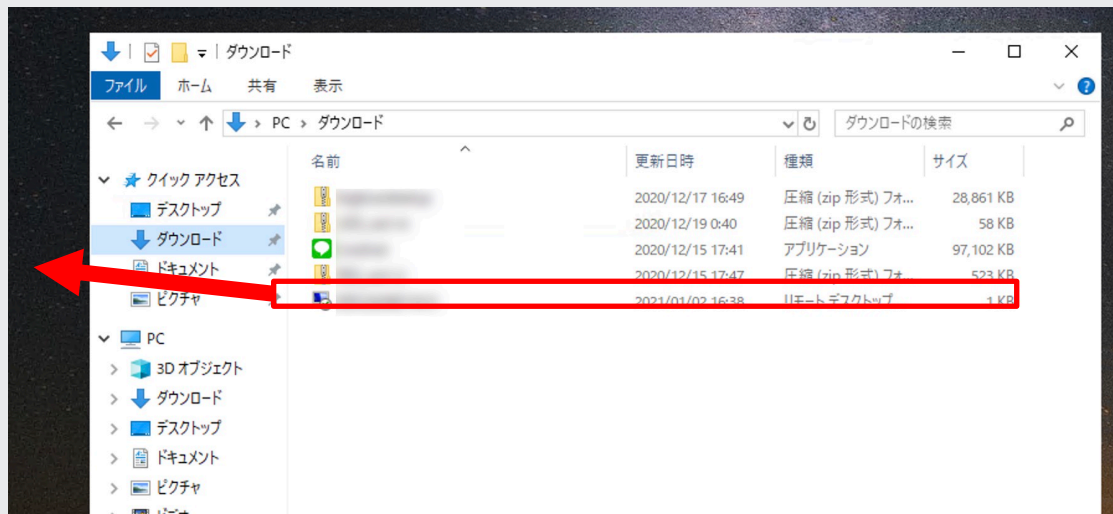 ダウンロード
ファイル ホーム 共有 表示
PC > ダウンロード ダウンロードの検索
名前 更新日時 種類 サイズ
クイック アクセス
デスクトップ
ダウンロード
ドキュメント
ピクチャ
2020/12/17 16:49 圧縮 (zip 形式) フォ... 28,861 KB
2020/12/19 0:40 圧縮 (zip 形式) フォ... 58 KB
2020/12/15 17:41 アプリケーション 97,102 KB
2020/12/15 17:47 圧縮 (zip 形式) フォ... 523 KB
2021/01/02 16:38 リモート デスクトップ 1 KB
PC
3D オブジェクト
ダウンロード
デスクトップ
ドキュメント
ピクチャ
ビデオ